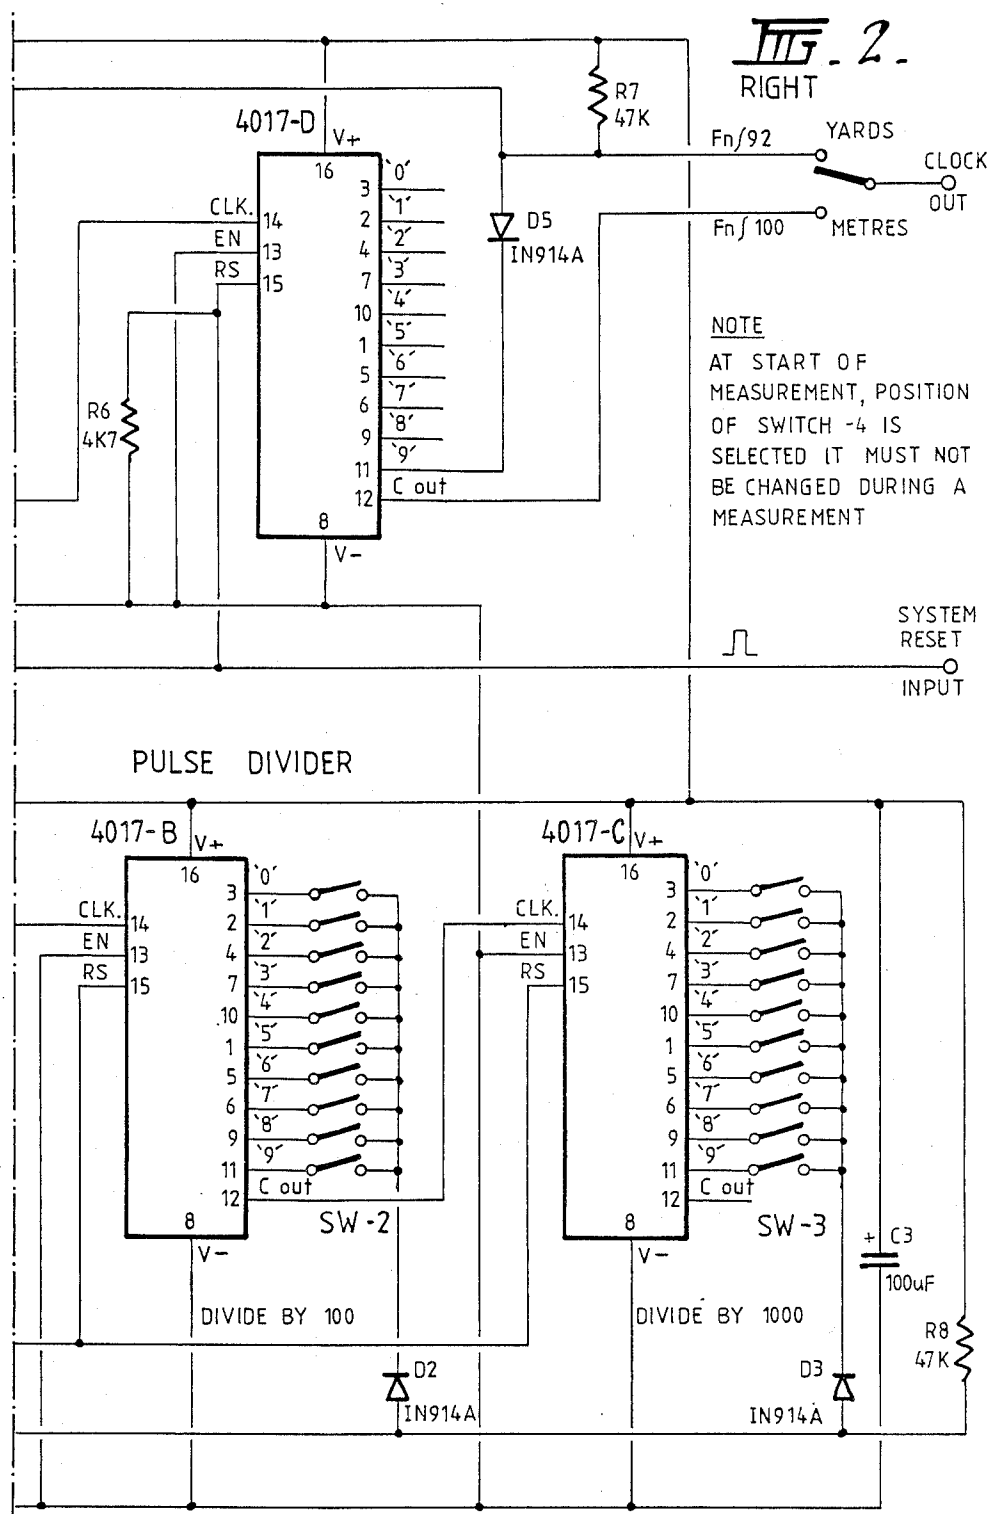 FIIG. 2.
RIGHT
R7
47K
4017-D
V+
16
Fn/92
YARDS
CLOCK
OUT
Fn/100
METRES
CLK.
14
EN
13
RS
15
3
'0'
2
'1'
4
'2'
7
'3'
10
'4'
1
'5'
5
'6'
6
'7'
9
'8'
11
'9'
12
C out
8
V-
D5
IN914A
R6
4K7
NOTE
AT START OF
MEASUREMENT, POSITION
OF SWITCH -4 IS
SELECTED IT MUST NOT
BE CHANGED DURING A
MEASUREMENT
SYSTEM
RESET
INPUT
PULSE DIVIDER
4017-B
V+
16
CLK.
14
EN
13
RS
15
3
'0'
2
'1'
4
'2'
7
'3'
10
'4'
1
'5'
5
'6'
6
'7'
9
'8'
11
'9'
12
C out
8
V-
SW-2
DIVIDE BY 100
D2
IN914A
4017-C
V+
16
CLK.
14
EN
13
RS
15
3
'0'
2
'1'
4
'2'
7
'3'
10
'4'
1
'5'
5
'6'
6
'7'
9
'8'
11
'9'
12
C out
8
V-
SW-3
DIVIDE BY 1000
D3
IN914A
+ C3
100uF
R8
47K